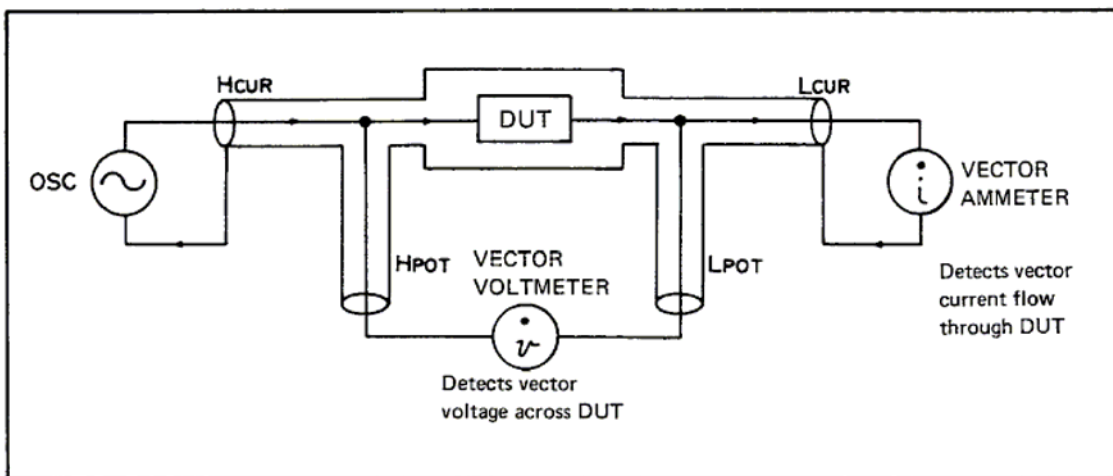 HCUR
LCUR
DUT
OSC
i
VECTOR
AMMETER
HPOT
VECTOR
VOLTMETER
LPOT
v
Detects vector
current flow
through DUT
Detects vector
voltage across DUT